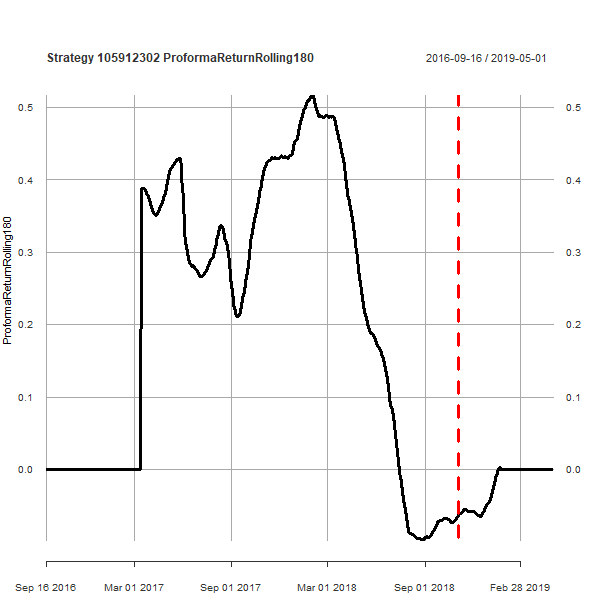 Strategy 105912302 ProformaReturnRolling180
2016-09-16 / 2019-05-01
ProformaReturnRolling180
0.5 0.5
0.4 0.4
0.3 0.3
0.2 0.2
0.1 0.1
0.0 0.0
Sep 16 2016 Mar 01 2017 Sep 01 2017 Mar 01 2018 Sep 01 2018 Feb 28 2019